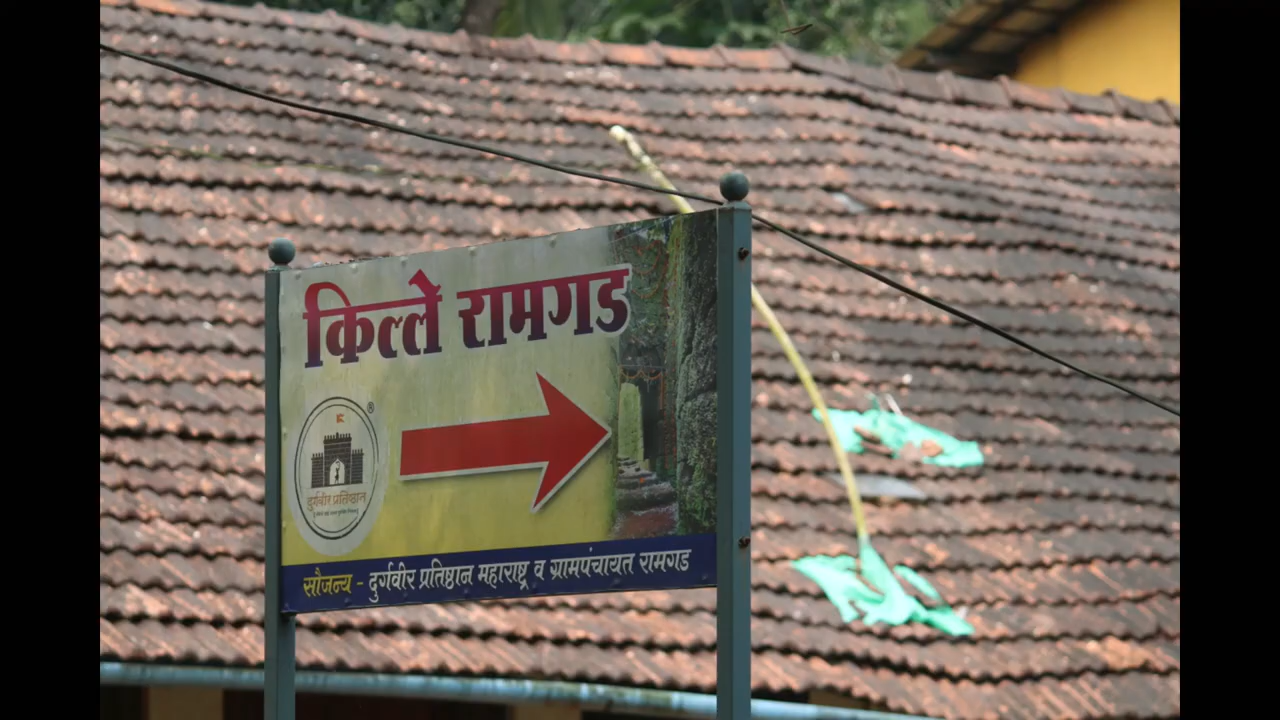 किल्ले रामगड
®
दुर्गवीर प्रतिष्ठान
सौजन्य - दुर्गवीर प्रतिष्ठान महाराष्ट्र व ग्रामपंचायत रामगड